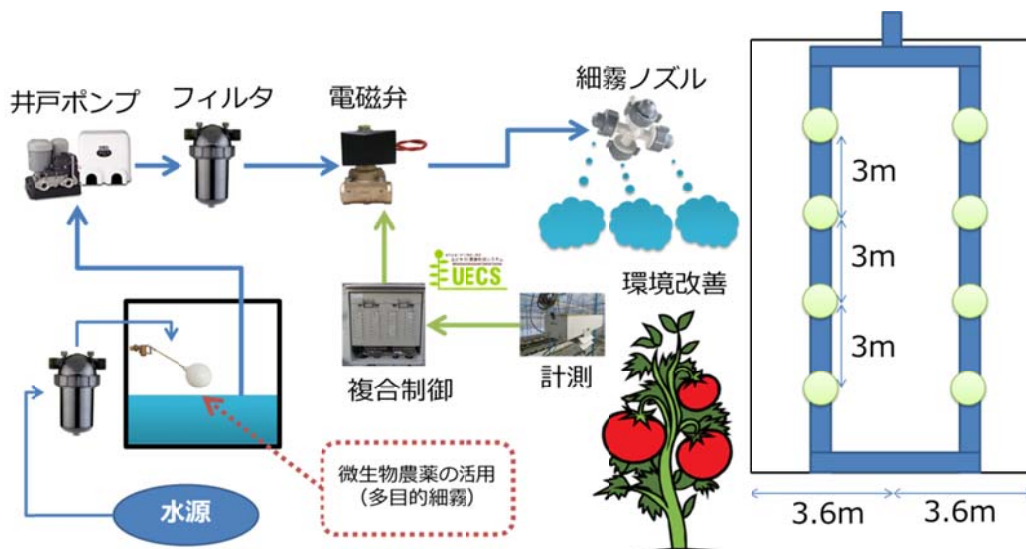 井戸ポンプ
フィルタ
電磁弁
細霧ノズル
UECS
環境改善
複合制御
計測
微生物農薬の活用
(多目的細霧)
水源
3m
3m
3m
3.6m
3.6m